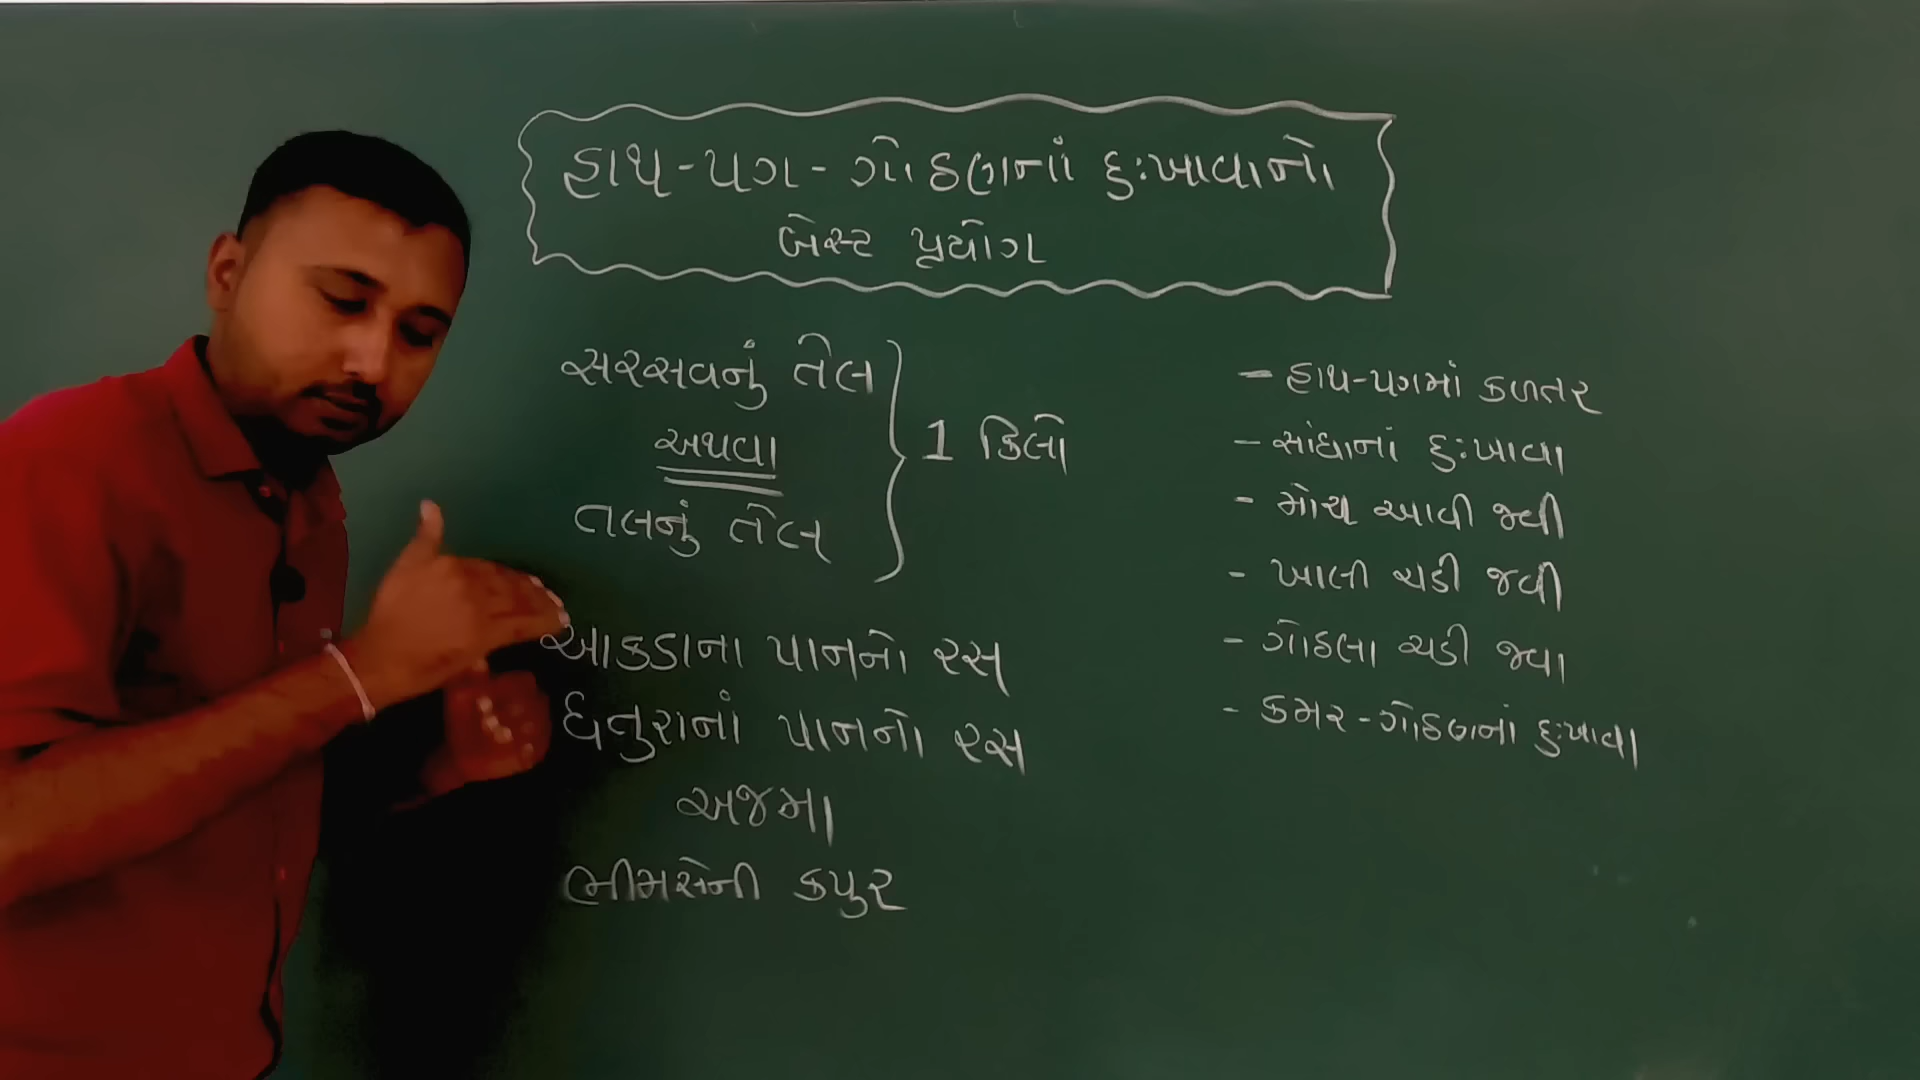 હાથ-પગ-ગોઠણનાં દુઃખાવાનો
બેસ્ટ પ્રયોગ
સરસવનું તેલ
અથવા
તલનું તેલ
1 કિલો
આકડાના પાનનો રસ
ધતુરાનાં પાનનો રસ
અજમા
ભીમસેની કપુર
- હાથ-પગમાં કળતર
- સાંધાનાં દુઃખાવા
- મોચ આવી જવી
- ખાલી ચડી જવી
- ગોઠલા ચડી જવા
- કમર-ગોઠણનાં દુઃખાવા